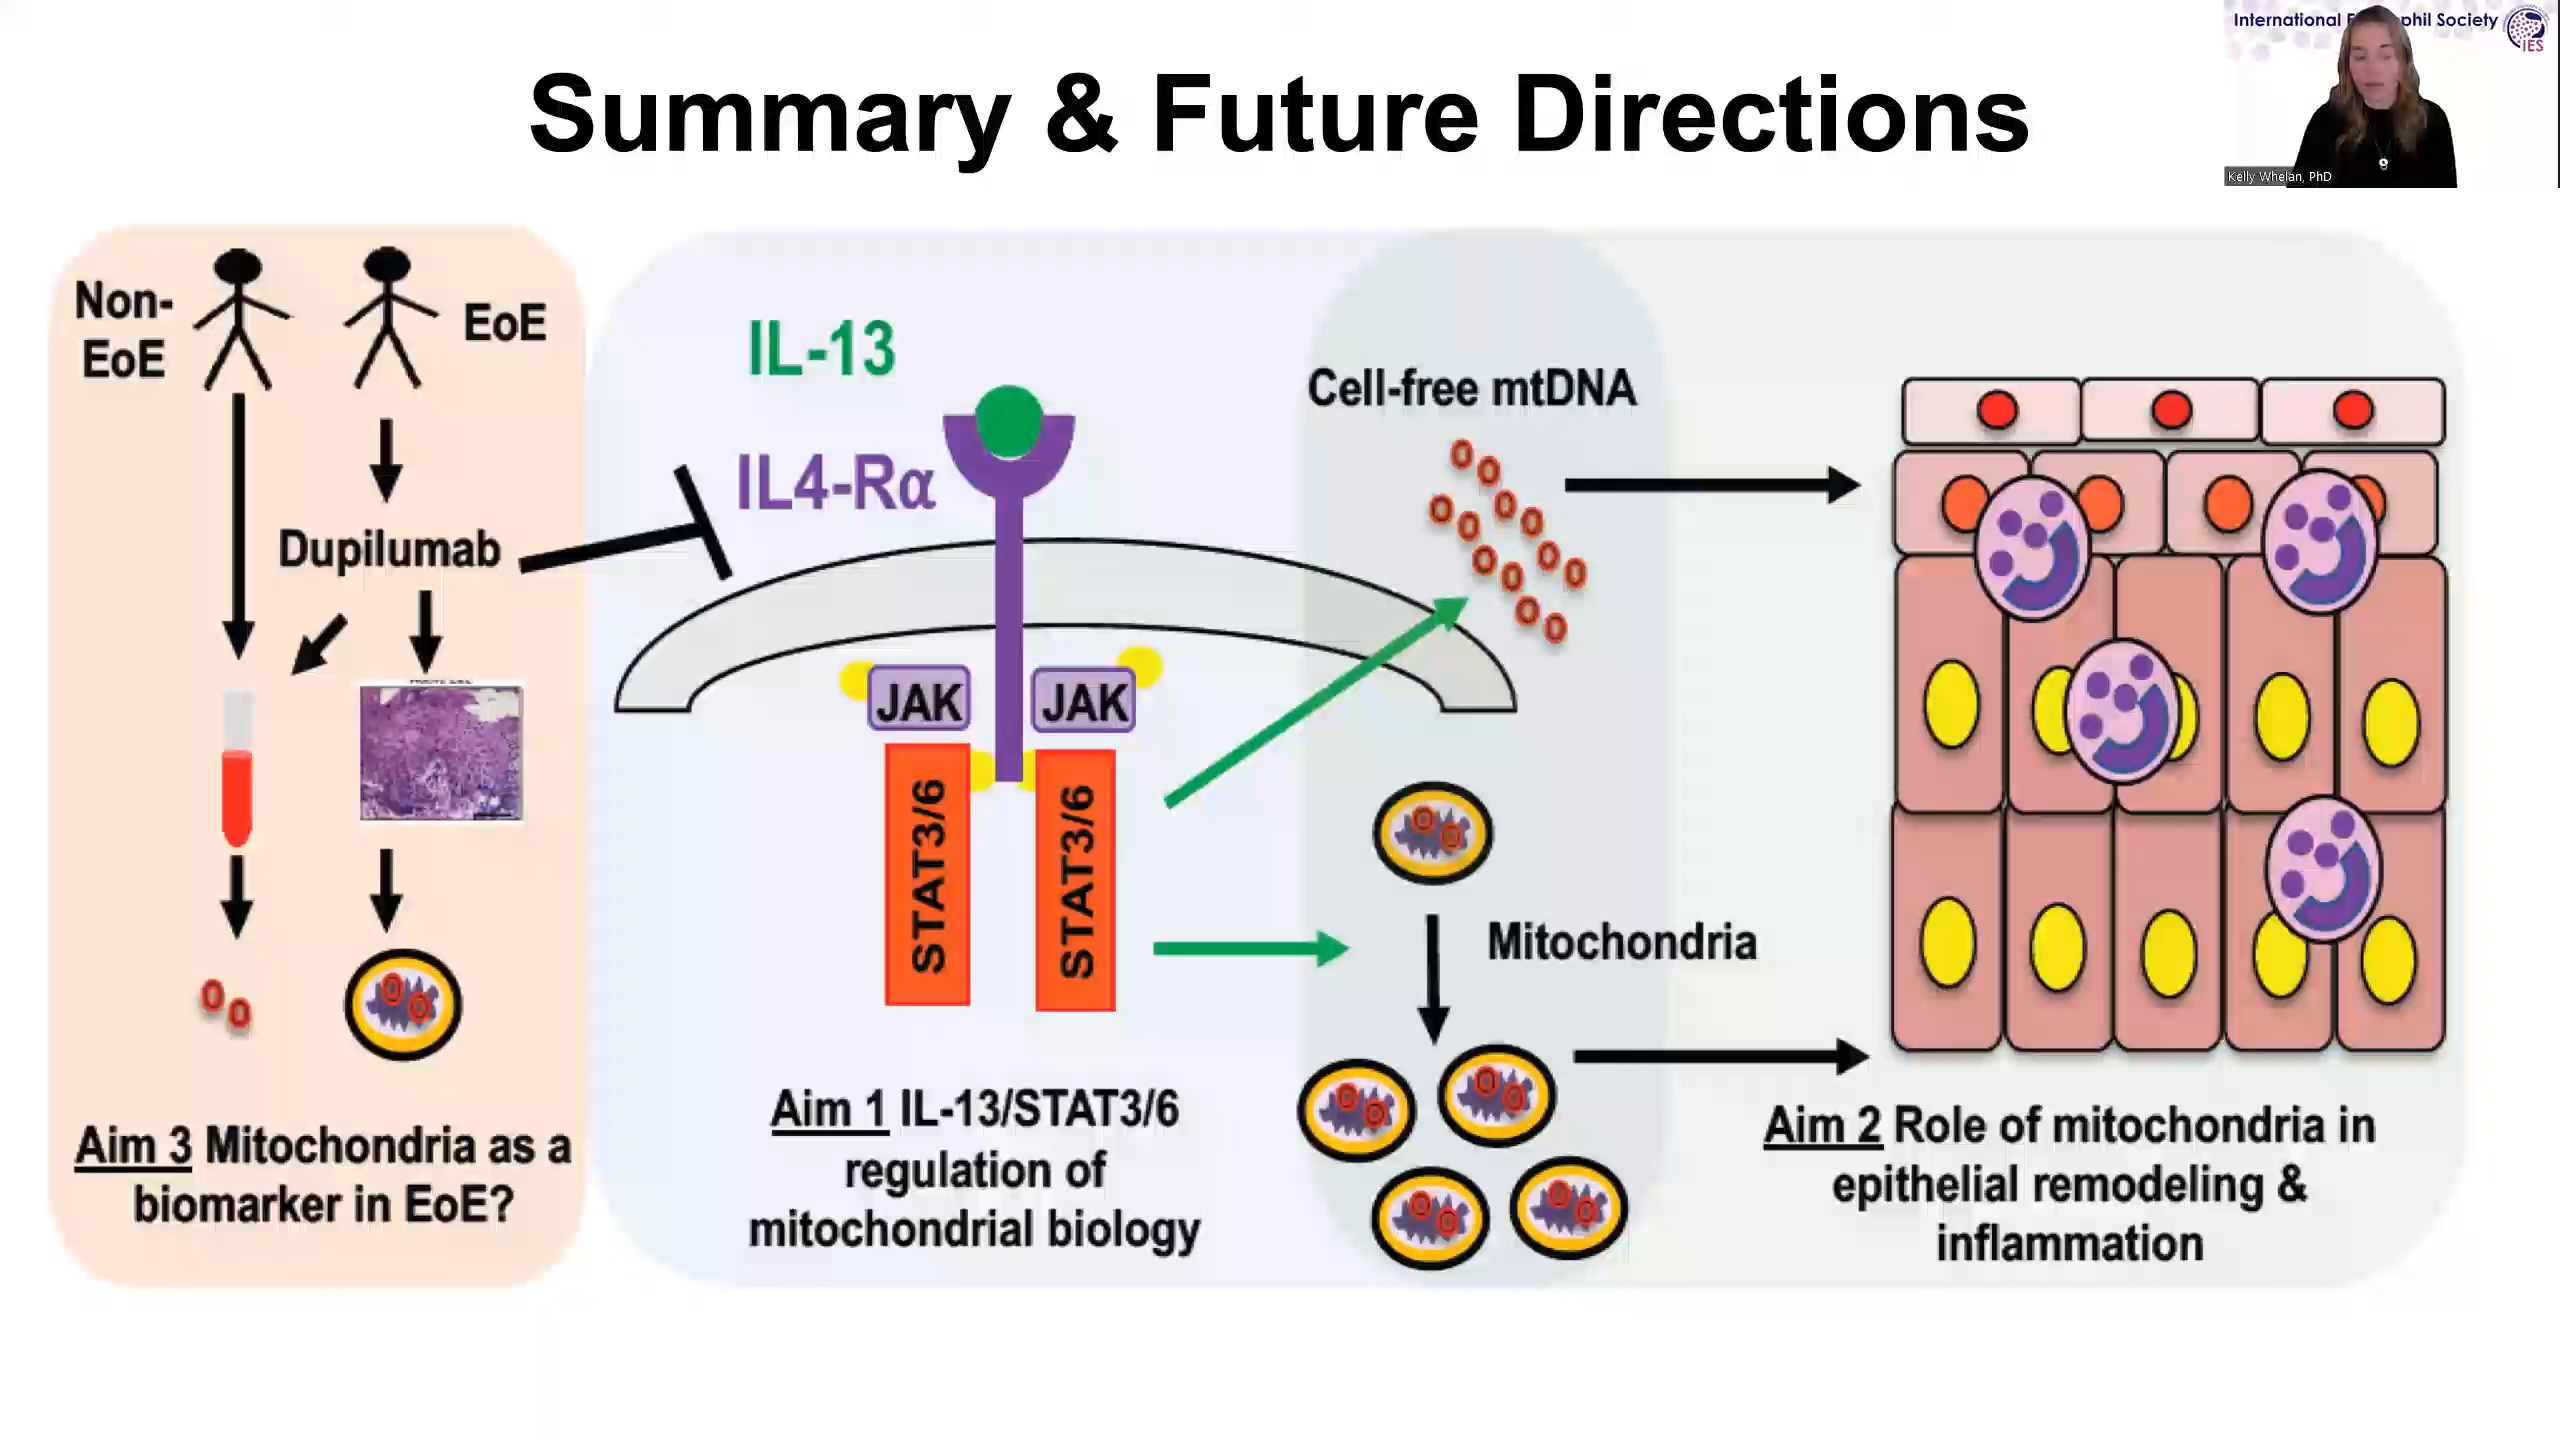 International E phil Society
IES
Kelly Whelan, PhD
Summary & Future Directions
Non-
EoE
EoE
Dupilumab
Aim 3 Mitochondria as a
biomarker in EoE?
IL-13
IL4-Rα
JAK
JAK
STAT3/6
STAT3/6
Aim 1 IL-13/STAT3/6
regulation of
mitochondrial biology
Cell-free mtDNA
Mitochondria
Aim 2 Role of mitochondria in
epithelial remodeling &
inflammation